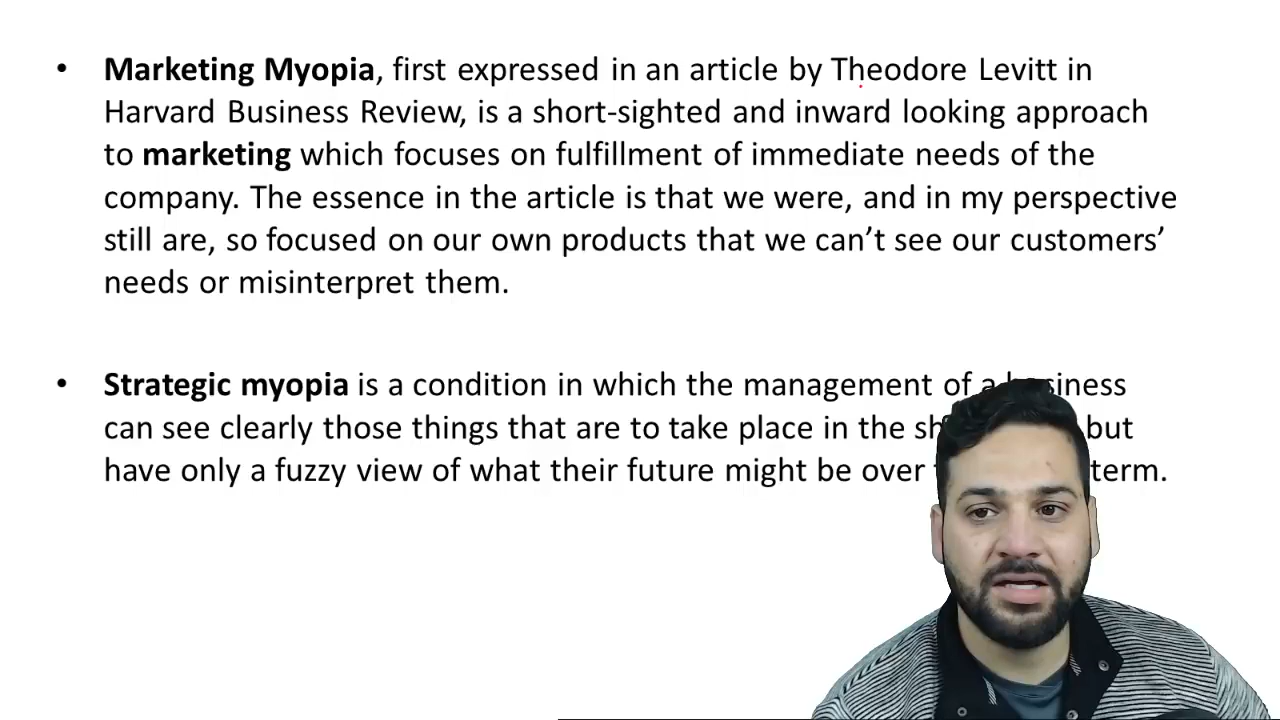 • Marketing Myopia, first expressed in an article by Theodore Levitt in
Harvard Business Review, is a short-sighted and inward looking approach
to marketing which focuses on fulfillment of immediate needs of the
company. The essence in the article is that we were, and in my perspective
still are, so focused on our own products that we can’t see our customers’
needs or misinterpret them.
• Strategic myopia is a condition in which the management of a business
can see clearly those things that are to take place in the but
have only a fuzzy view of what their future might be over term.